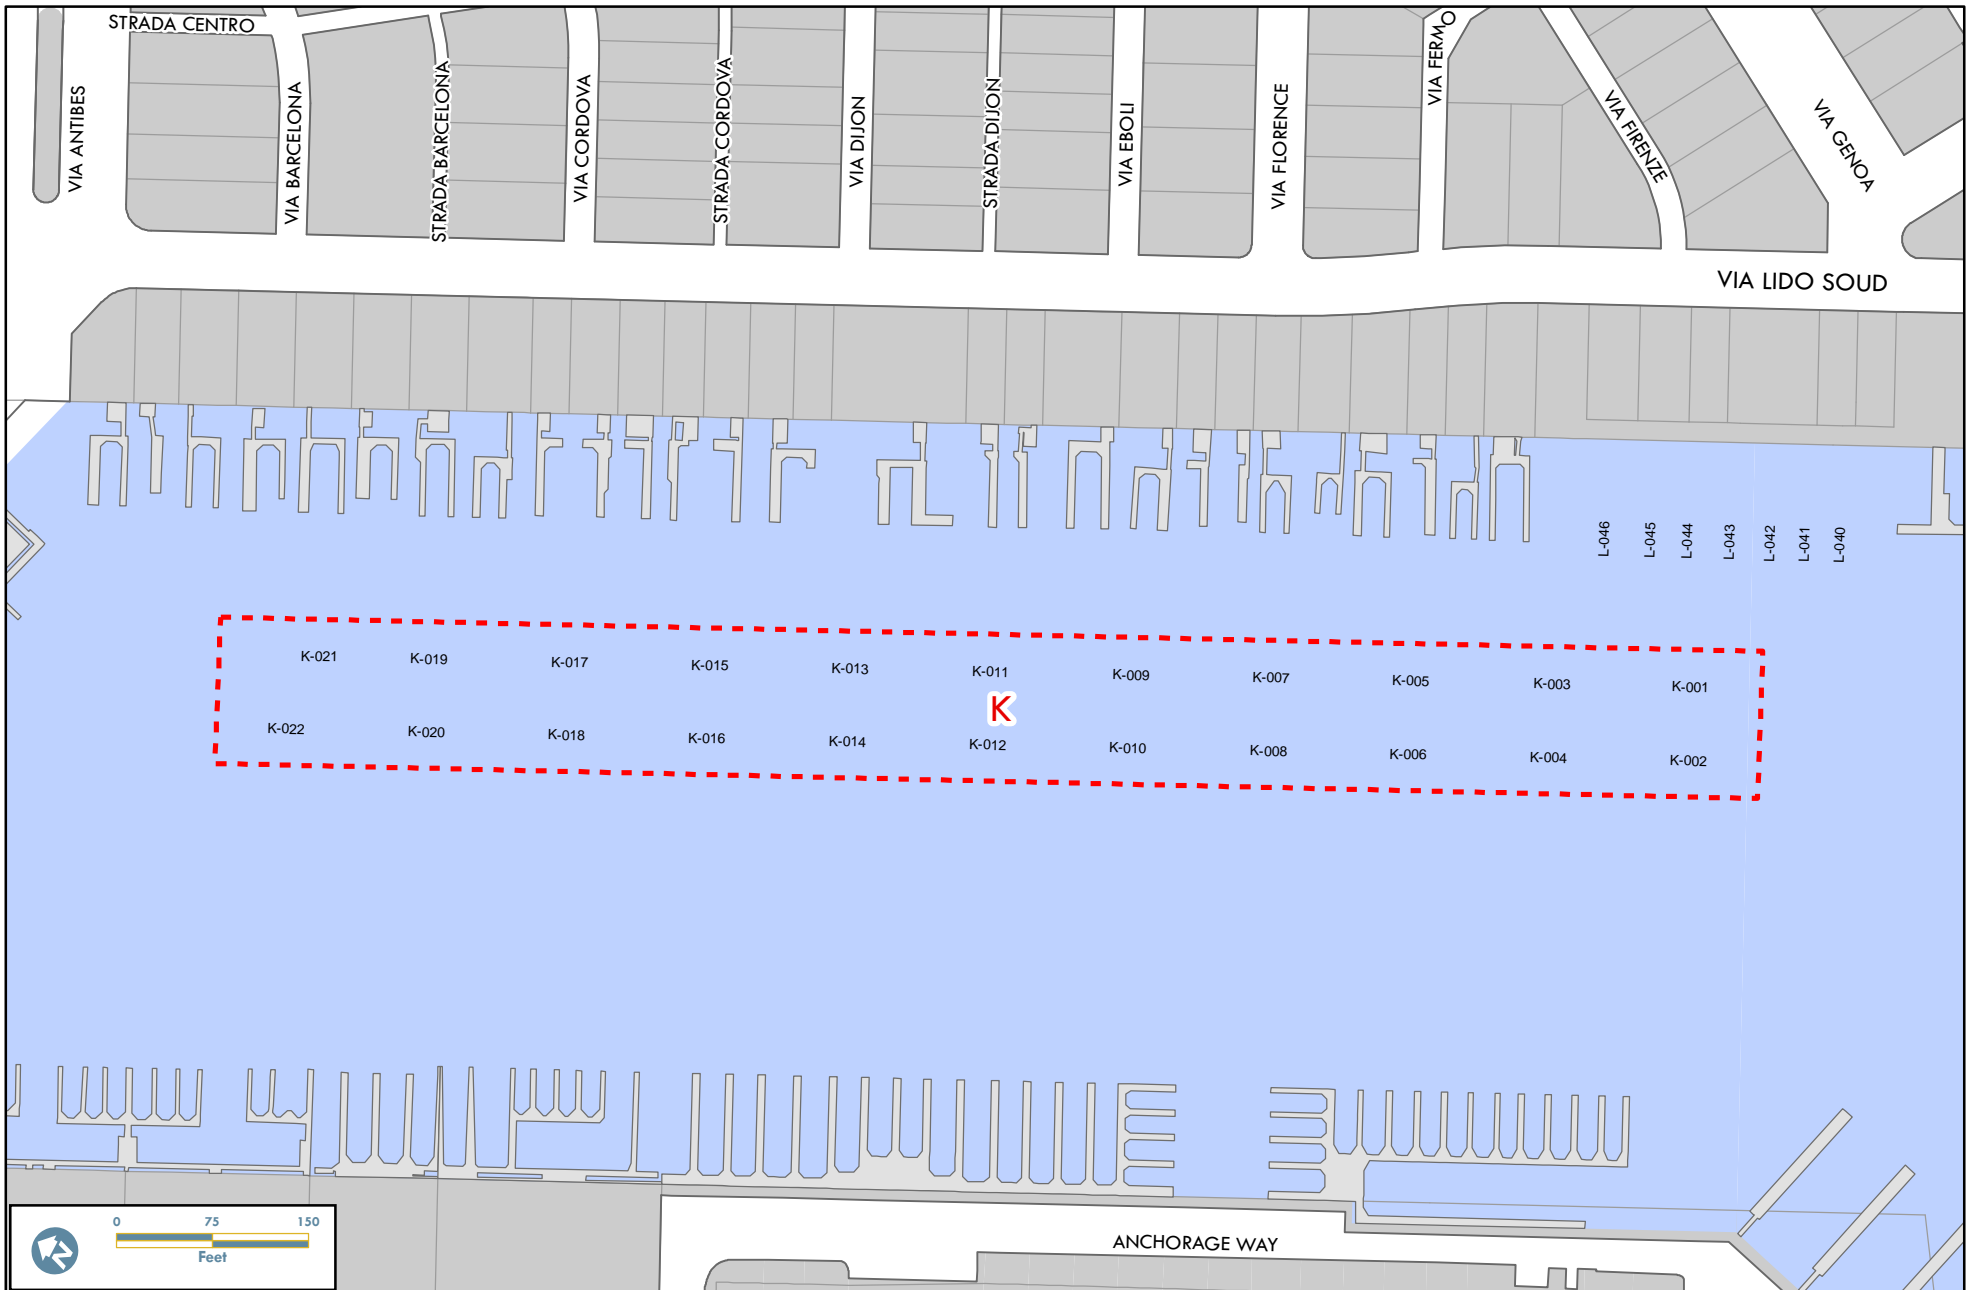 STRADA CENTRO
VIA ANTIBES
VIA BARCELONA
STRADA BARCELONA
VIA CORDOVA
STRADA CORDOVA
VIA DIJON
STRADA DIJON
VIA EBOLI
VIA FLORENCE
VIA FERMO
VIA FIRENZE
VIA GENOA
VIA LIDO SOUD
L-046
L-045
L-044
L-043
L-042
L-041
L-040
K-021
K-019
K-017
K-015
K-013
K-011
K-009
K-007
K-005
K-003
K-001
K
K-022
K-020
K-018
K-016
K-014
K-012
K-010
K-008
K-006
K-004
K-002
ANCHORAGE WAY
N
0 75 150
Feet